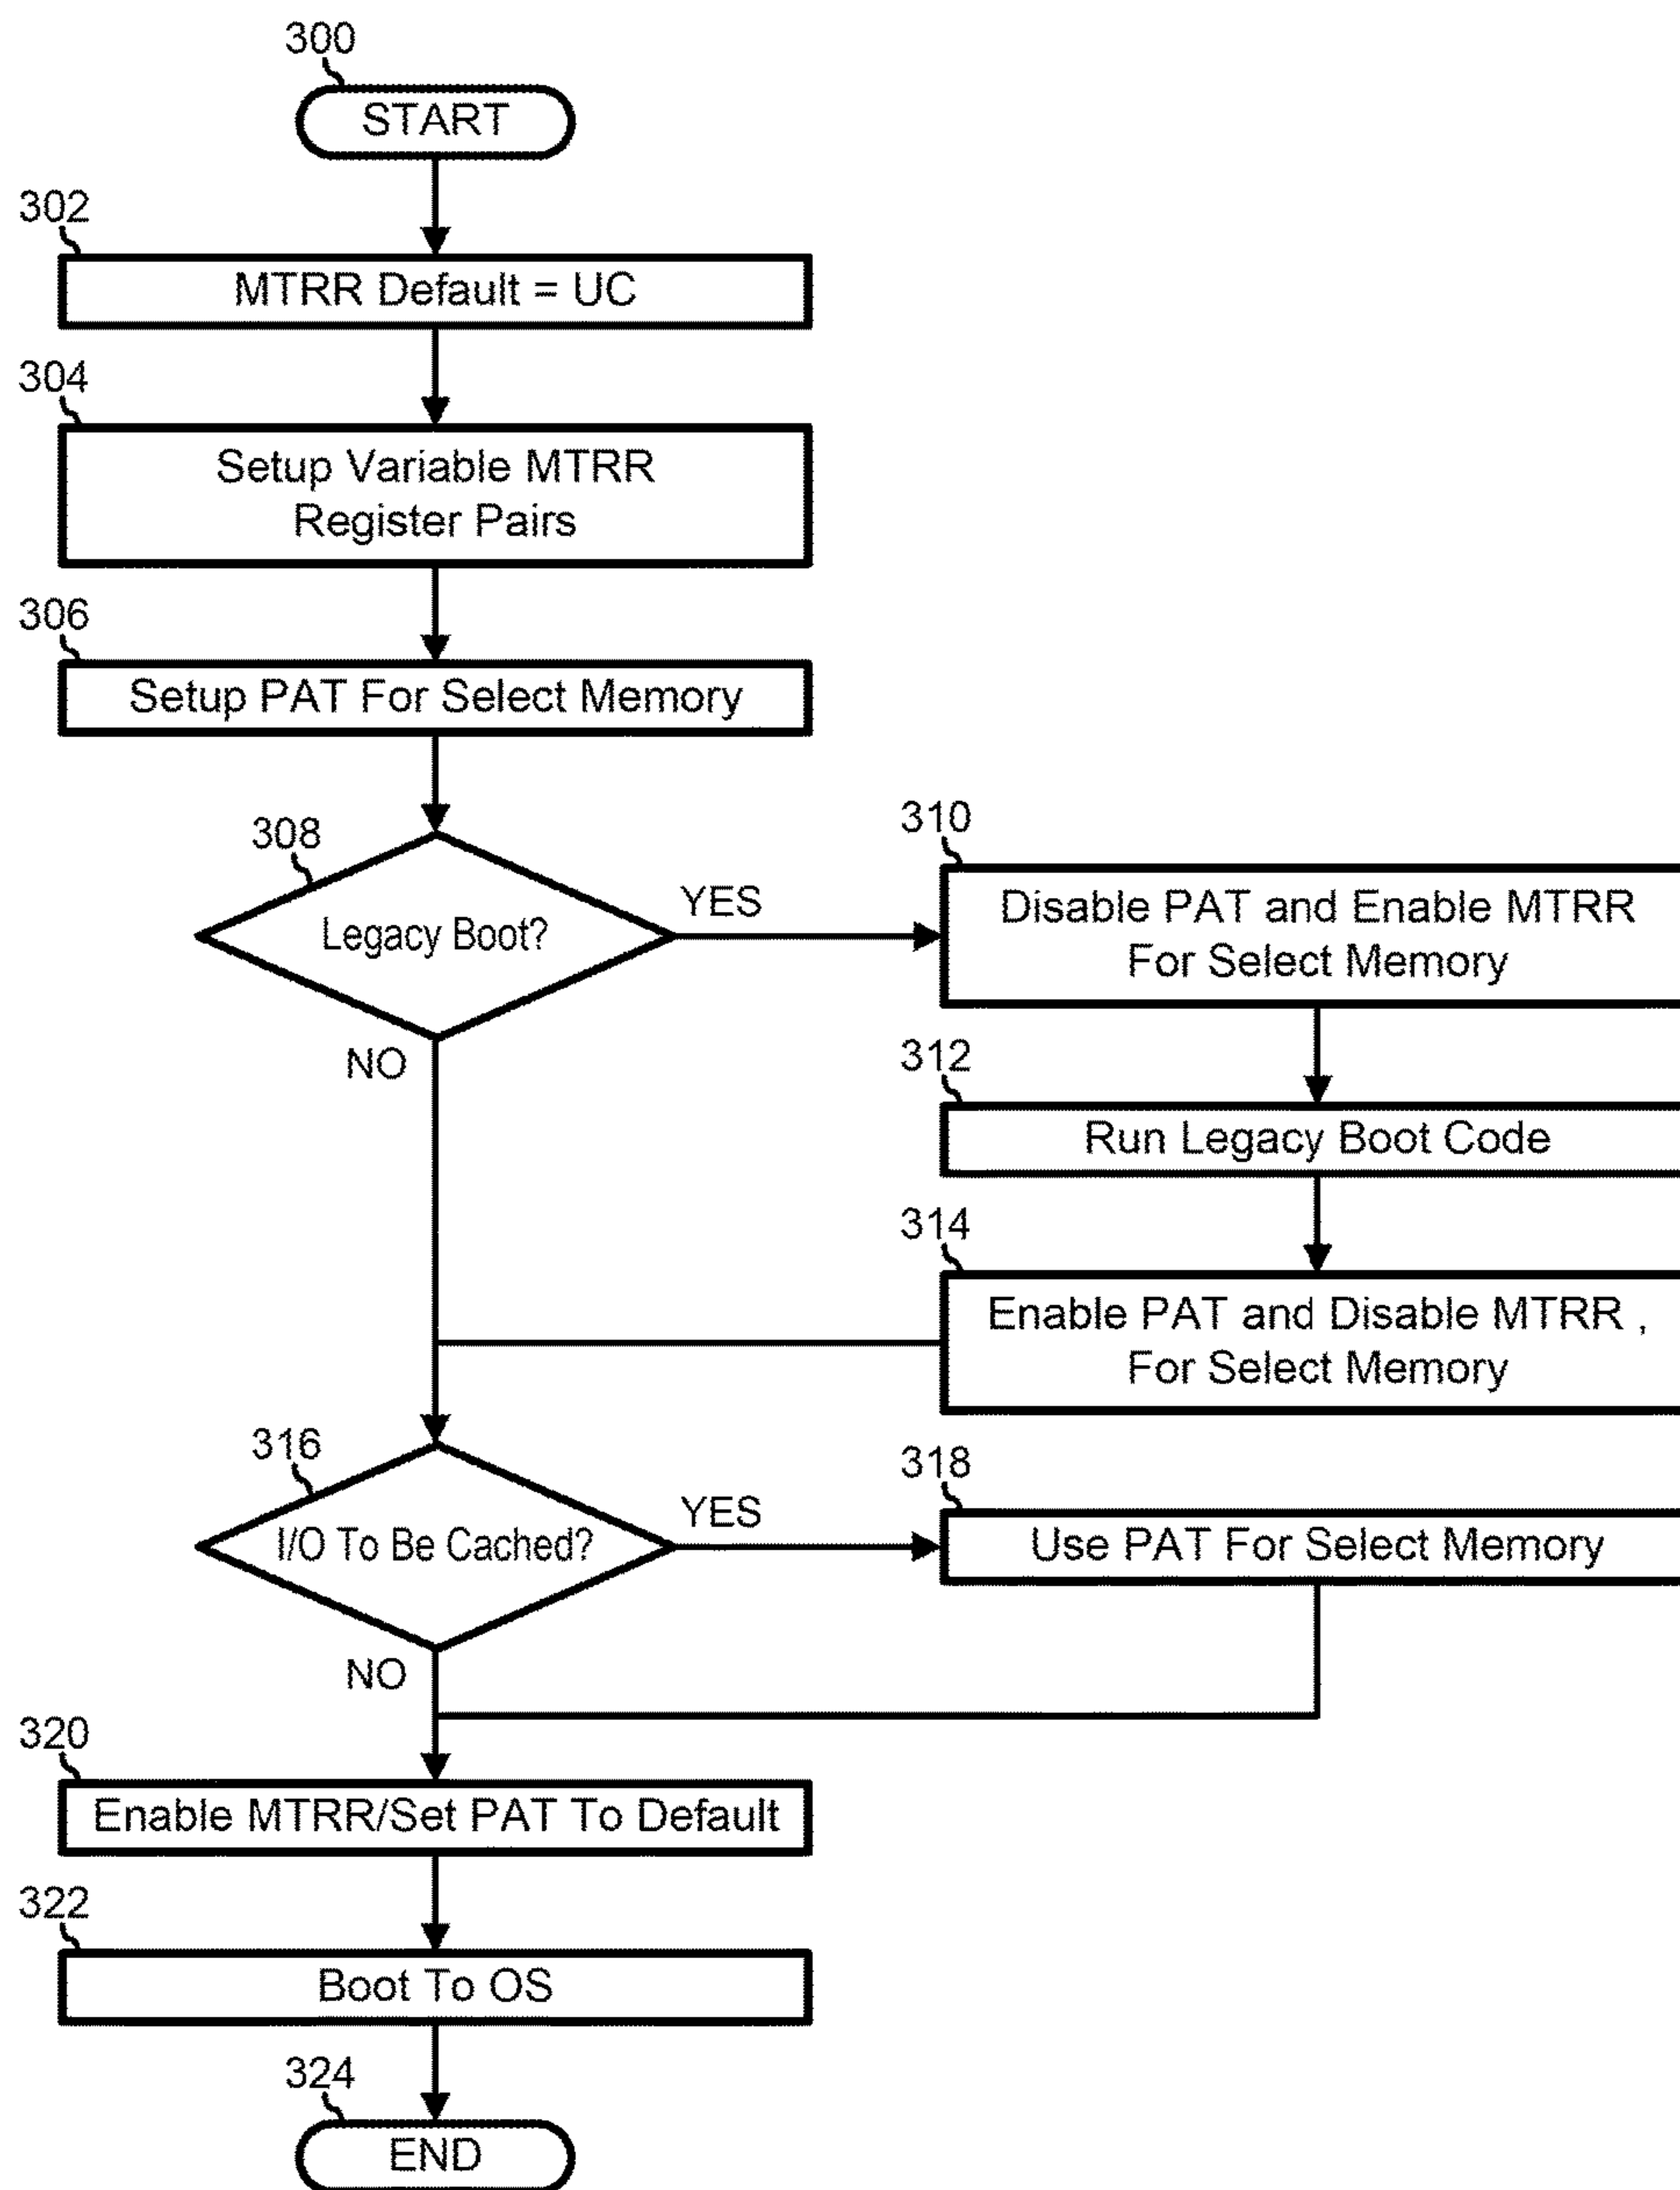 300
START
302
MTRR Default = UC
304
Setup Variable MTRR
Register Pairs
306
Setup PAT For Select Memory
308
Legacy Boot?
YES
NO
310
Disable PAT and Enable MTRR
For Select Memory
312
Run Legacy Boot Code
314
Enable PAT and Disable MTRR ,
For Select Memory
316
I/O To Be Cached?
YES
NO
318
Use PAT For Select Memory
320
Enable MTRR/Set PAT To Default
322
Boot To OS
324
END